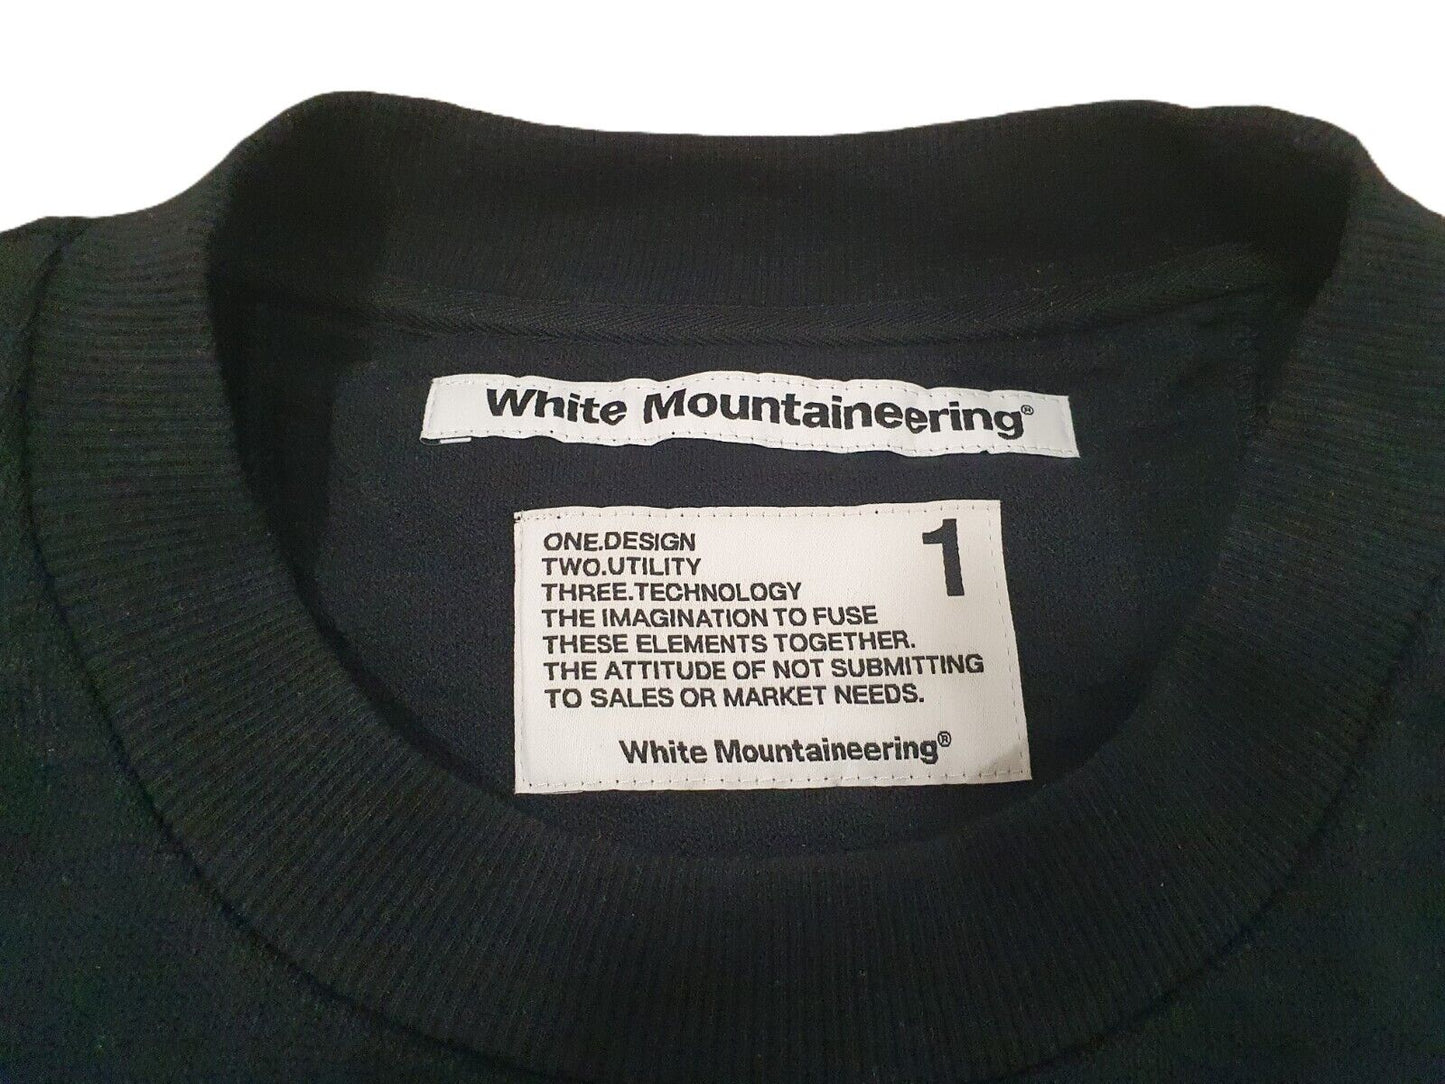 White Mountaineering®
1
ONE.DESIGN
TWO.UTILITY
THREE.TECHNOLOGY
THE IMAGINATION TO FUSE
THESE ELEMENTS TOGETHER.
THE ATTITUDE OF NOT SUBMITTING
TO SALES OR MARKET NEEDS.
White Mountaineering®